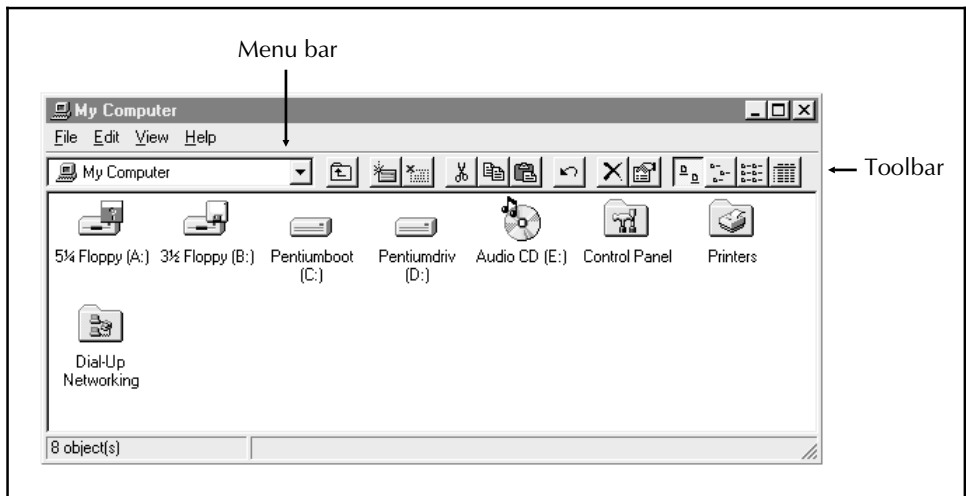 Menu bar
My Computer
File Edit View Help
My Computer
Toolbar
5¼ Floppy (A:) 3½ Floppy (B:) Pentiumboot (C:) Pentiumdriv (D:) Audio CD (E:) Control Panel Printers
Dial-Up
Networking
8 object(s)